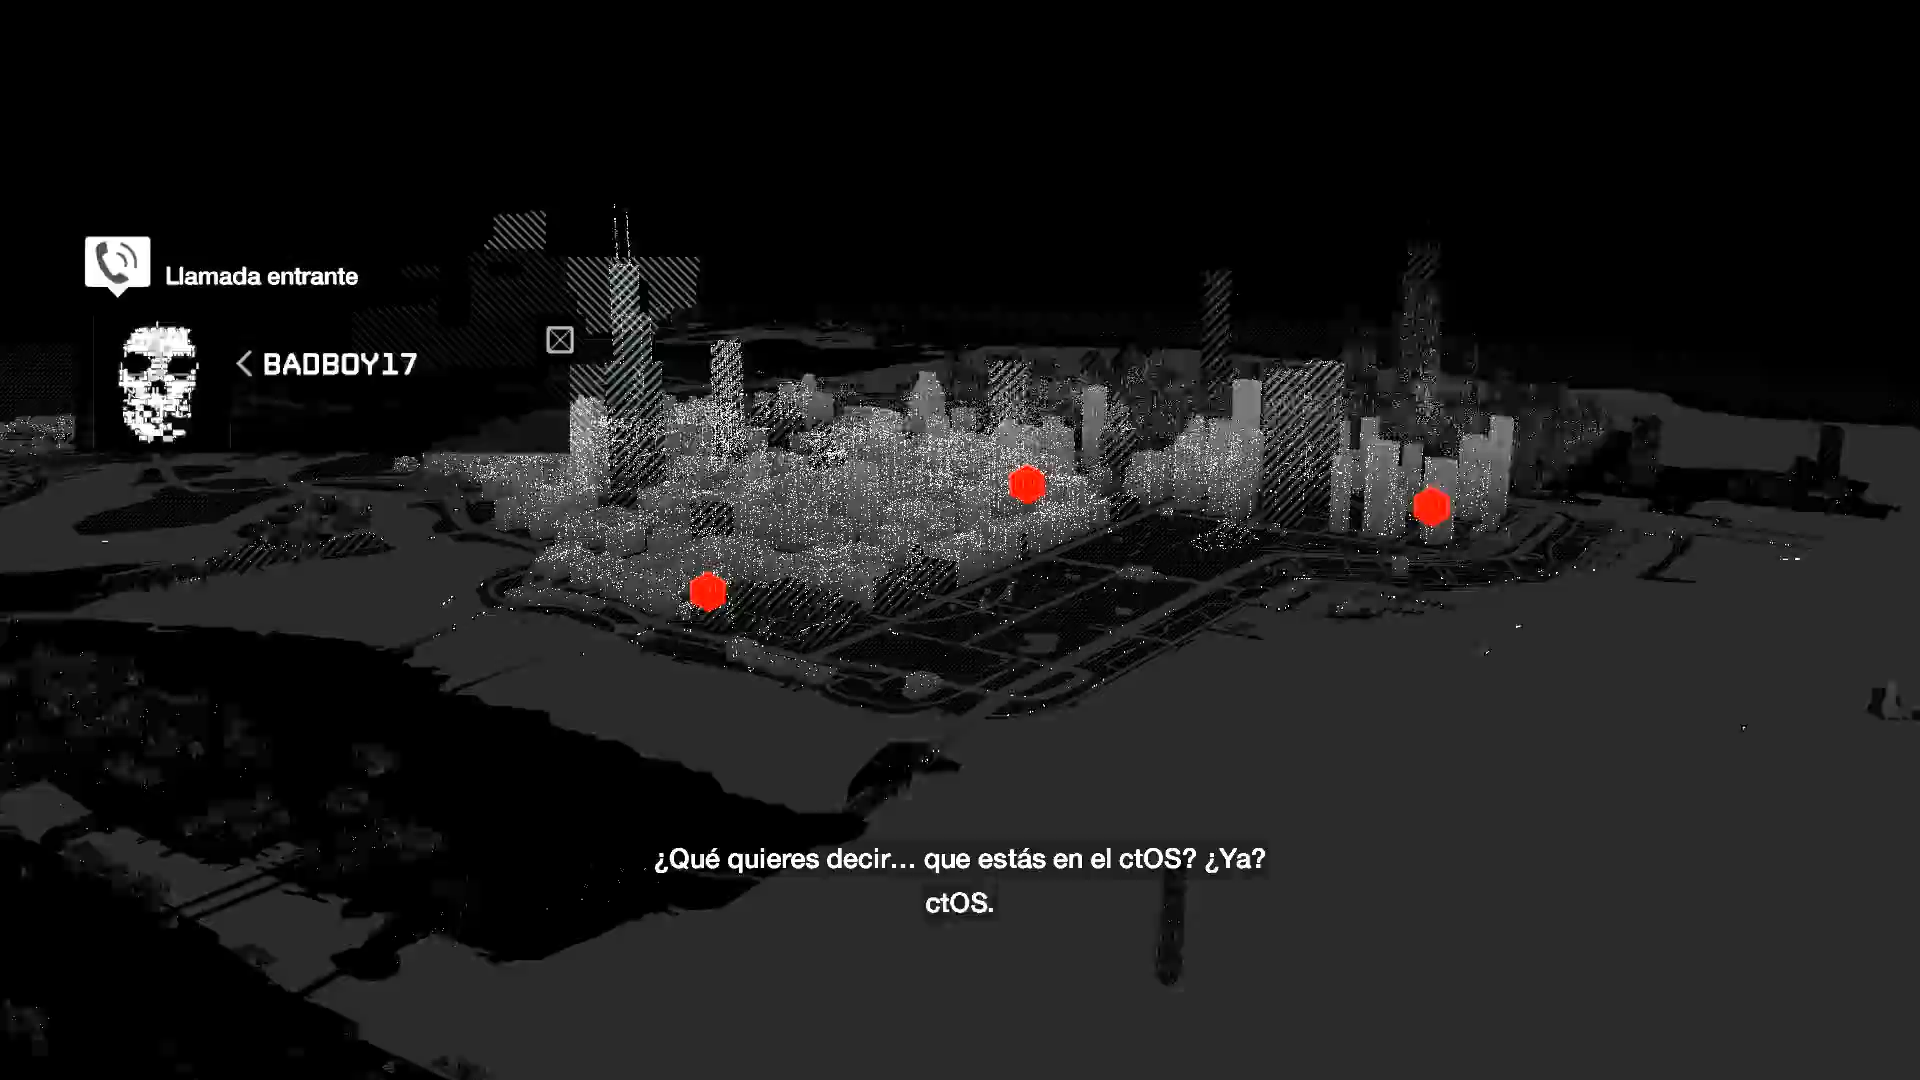 Llamada entrante
BADBOY17
¿Qué quieres decir... que estás en el ctOS? ¿Ya?
ctOS.